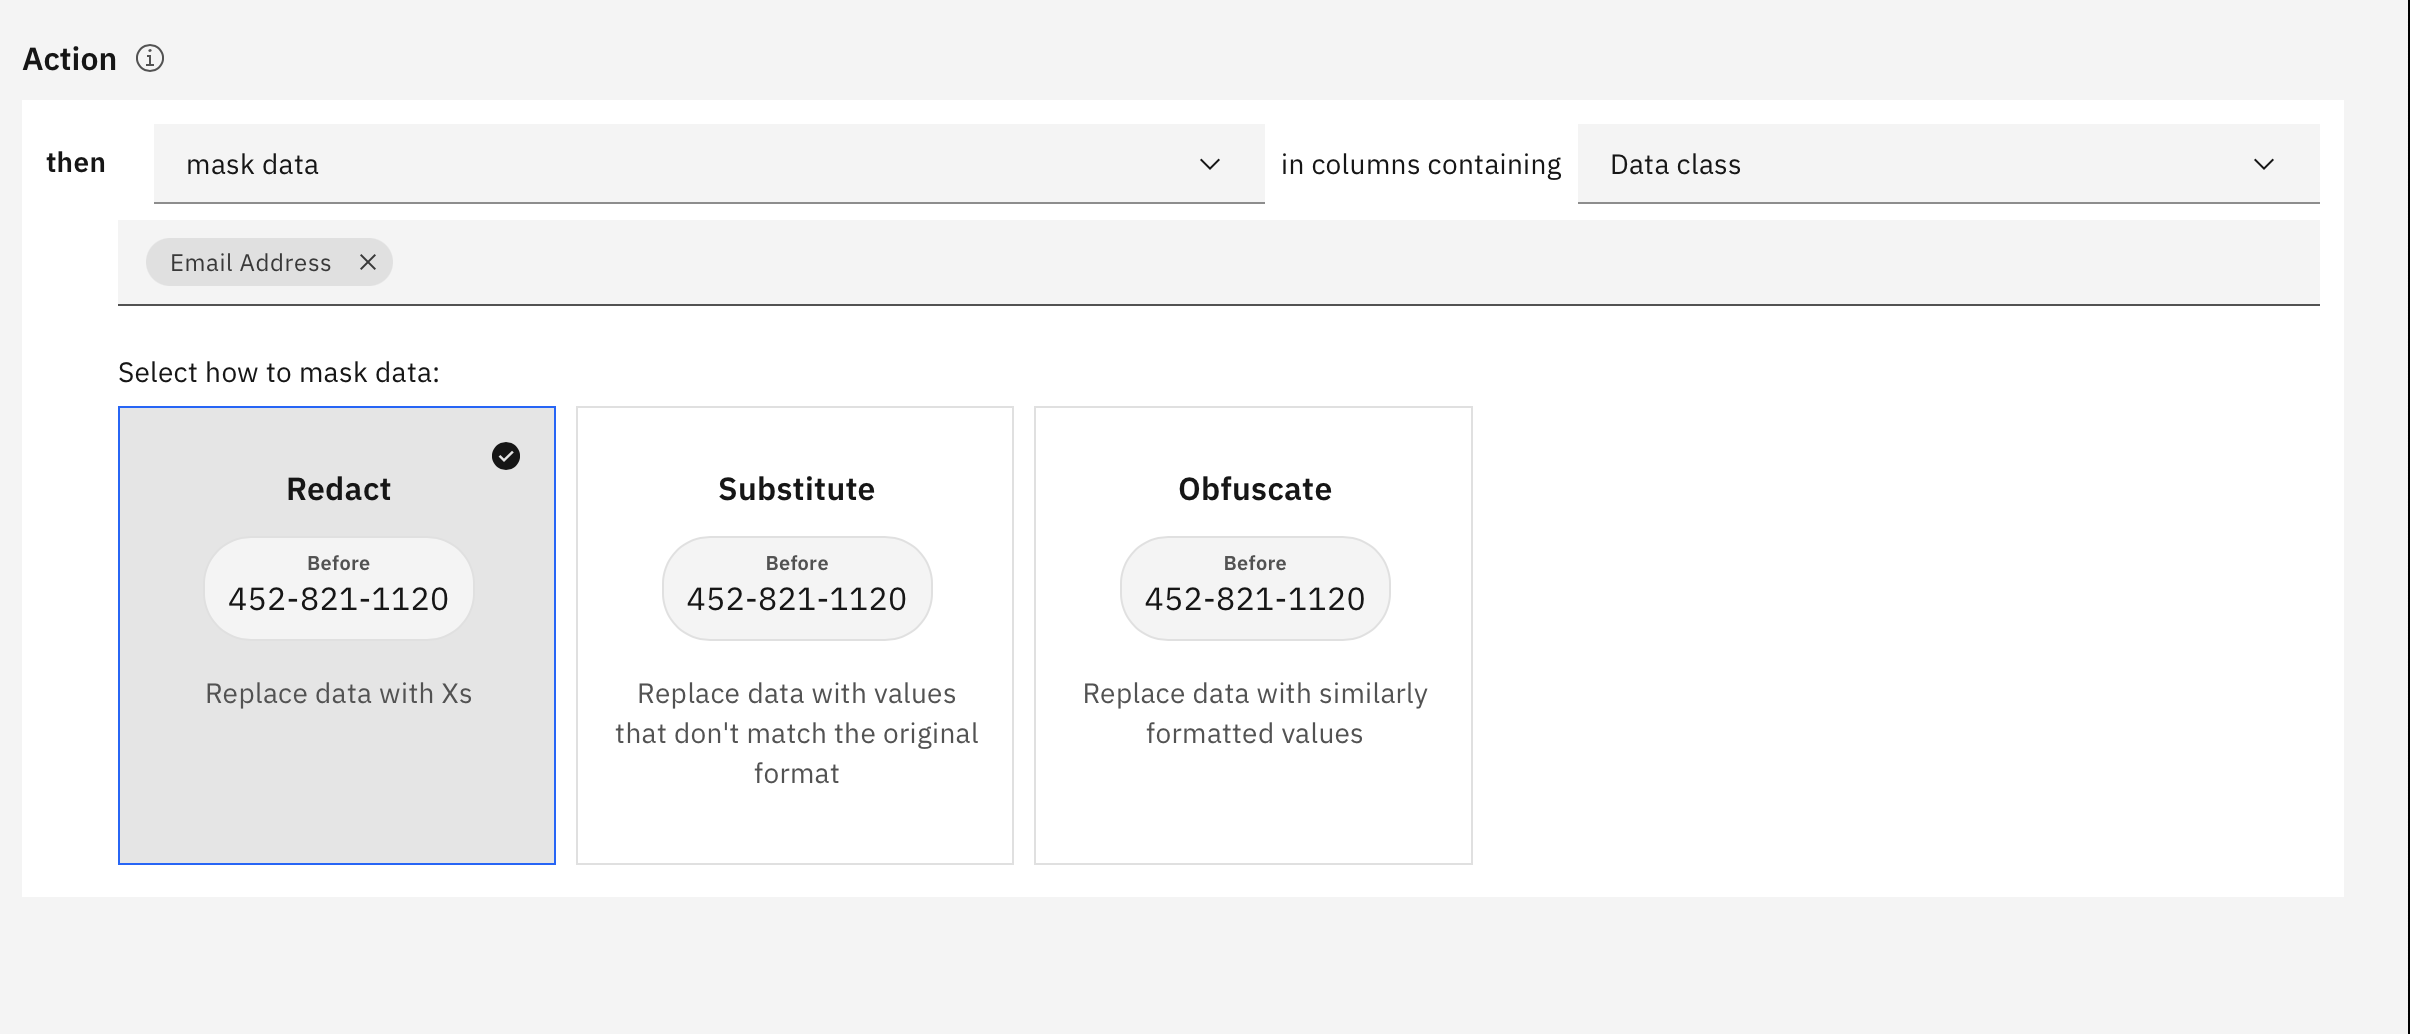 Action
then mask data in columns containing Data class
Email Address
Select how to mask data:
Redact
Before
452-821-1120
Replace data with Xs
Substitute
Before
452-821-1120
Replace data with values
that don't match the original
format
Obfuscate
Before
452-821-1120
Replace data with similarly
formatted values